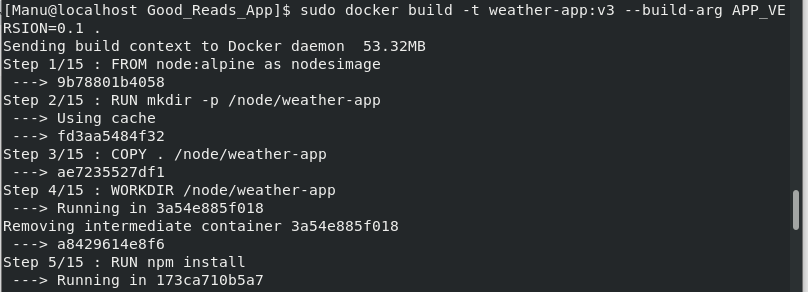 [Manu@localhost Good_Reads_App]$ sudo docker build -t weather-app:v3 --build-arg APP_VE
RSION=0.1 .
Sending build context to Docker daemon  53.32MB
Step 1/15 : FROM node:alpine as nodesimage
 ---> 9b78801b4058
Step 2/15 : RUN mkdir -p /node/weather-app
 ---> Using cache
 ---> fd3aa5484f32
Step 3/15 : COPY . /node/weather-app
 ---> ae7235527df1
Step 4/15 : WORKDIR /node/weather-app
 ---> Running in 3a54e885f018
Removing intermediate container 3a54e885f018
 ---> a8429614e8f6
Step 5/15 : RUN npm install
 ---> Running in 173ca710b5a7